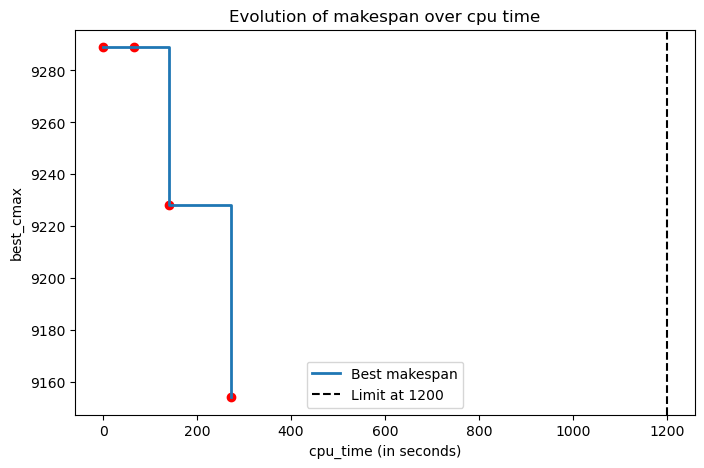 Evolution of makespan over cpu time
best_cmax
9280
9260
9240
9220
9200
9180
9160
Best makespan
Limit at 1200
0
200
400
600
800
1000
1200
cpu_time (in seconds)